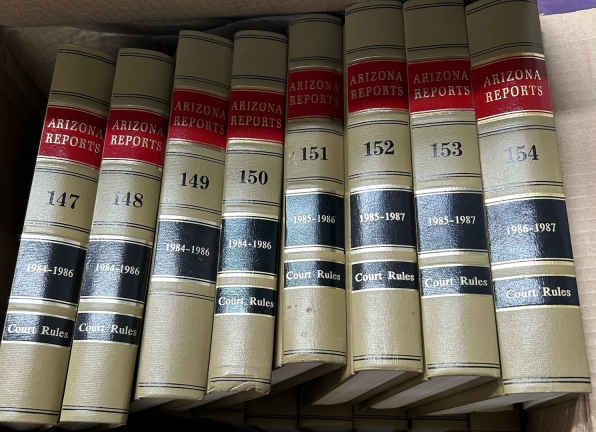 ARIZONA
REPORTS
147
1984-1986
Court Rules
ARIZONA
REPORTS
148
1984-1986
Court Rules
ARIZONA
REPORTS
149
1984-1986
ARIZONA
REPORTS
150
1984-1986
Court Rules
ARIZONA
REPORTS
151
1985-1986
Court Rules
ARIZONA
REPORTS
152
1985-1987
Court Rules
ARIZONA
REPORTS
153
1985-1987
Court Rules
ARIZONA
REPORTS
154
1986-1987
Court Rules